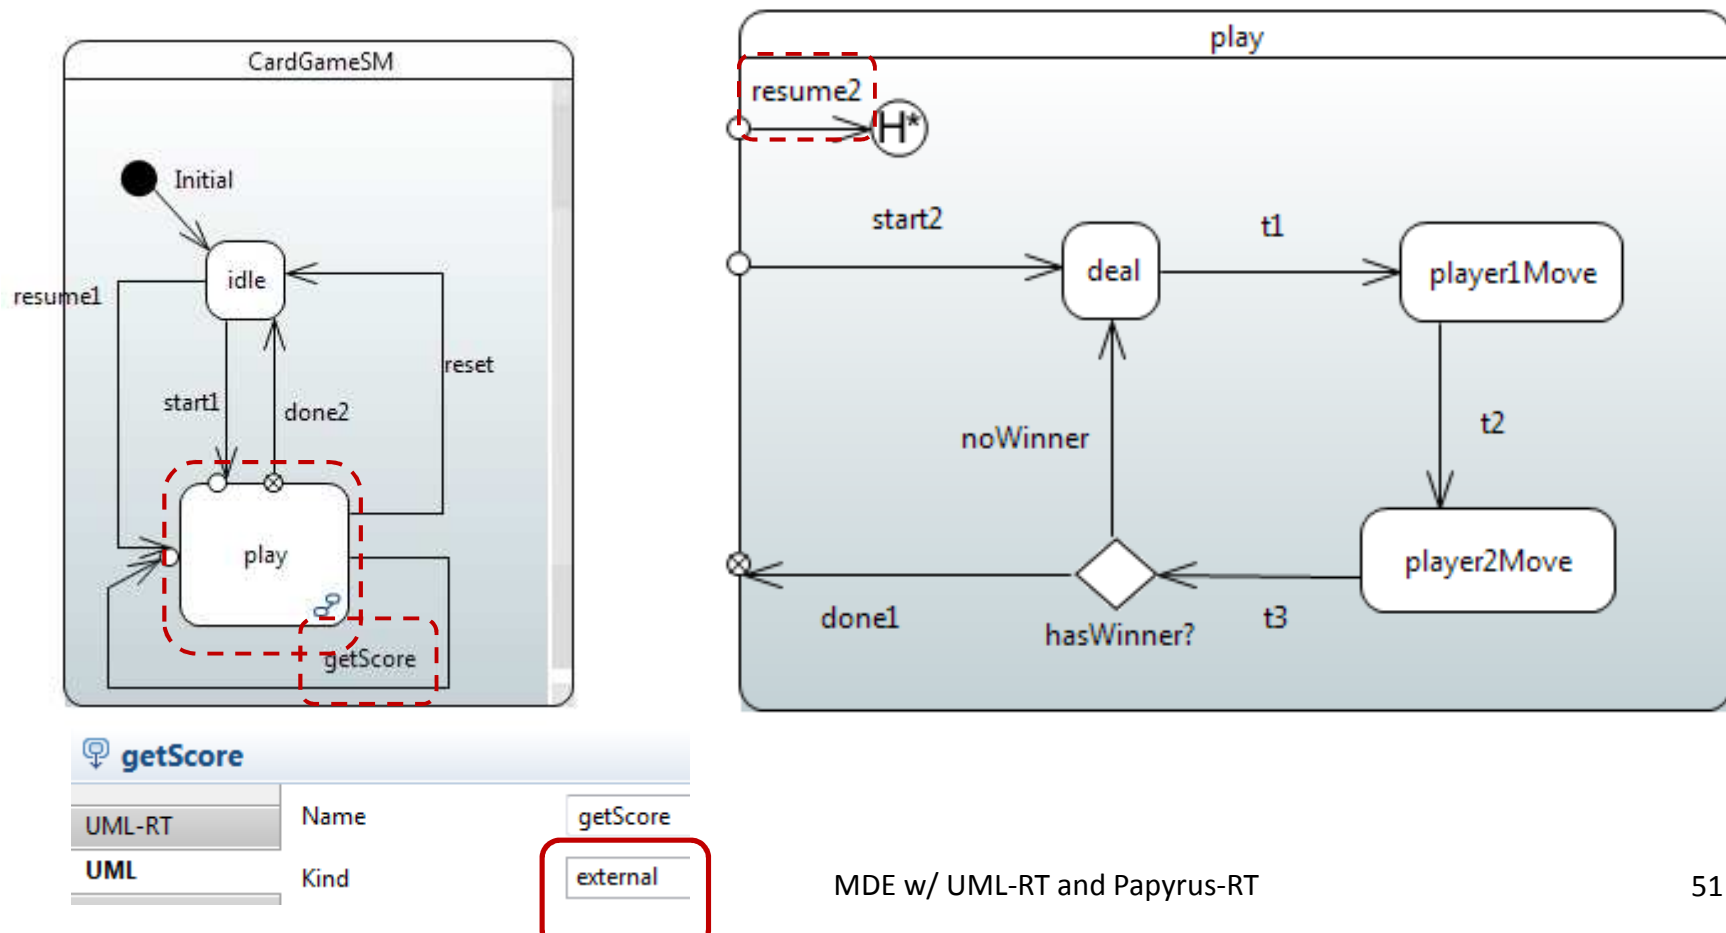 CardGameSM
Initial
idle
resume1
reset
start1
done2
play
getScore
play
resume2
H*
start2
deal
t1
player1Move
noWinner
t2
player2Move
done1
hasWinner?
t3
getScore
UML-RT
Name
getScore
UML
Kind
external
MDE w/ UML-RT and Papyrus-RT
51